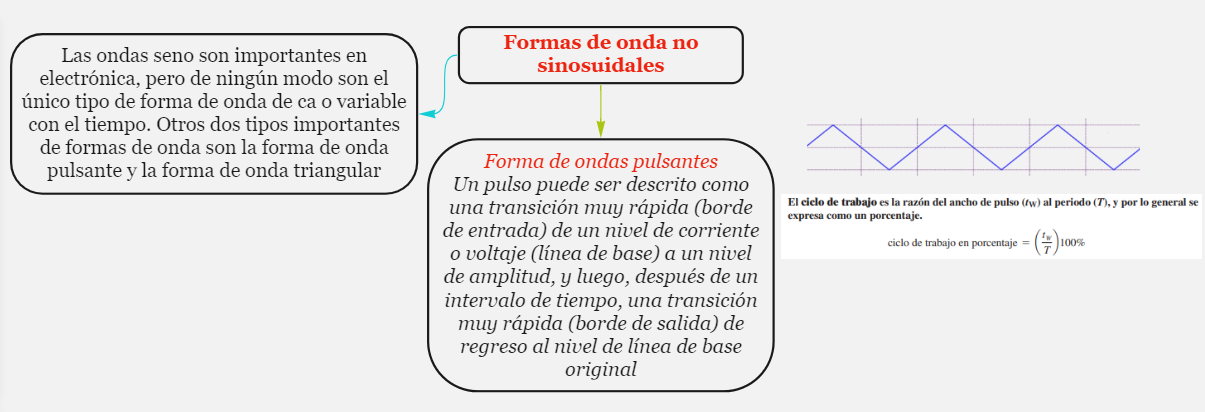 Formas de onda no
sinosuidales
Las ondas seno son importantes en
electrónica, pero de ningún modo son el
único tipo de forma de onda de ca o variable
con el tiempo. Otros dos tipos importantes
de formas de onda son la forma de onda
pulsante y la forma de onda triangular
Forma de ondas pulsantes
Un pulso puede ser descrito como
una transición muy rápida (borde
de entrada) de un nivel de corriente
o voltaje (línea de base) a un nivel
de amplitud, y luego, después de un
intervalo de tiempo, una transición
muy rápida (borde de salida) de
regreso al nivel de línea de base
original
El ciclo de trabajo es la razón del ancho de pulso (tW) al periodo (T), y por lo general se
expresa como un porcentaje.
ciclo de trabajo en porcentaje = (tW/T)100%